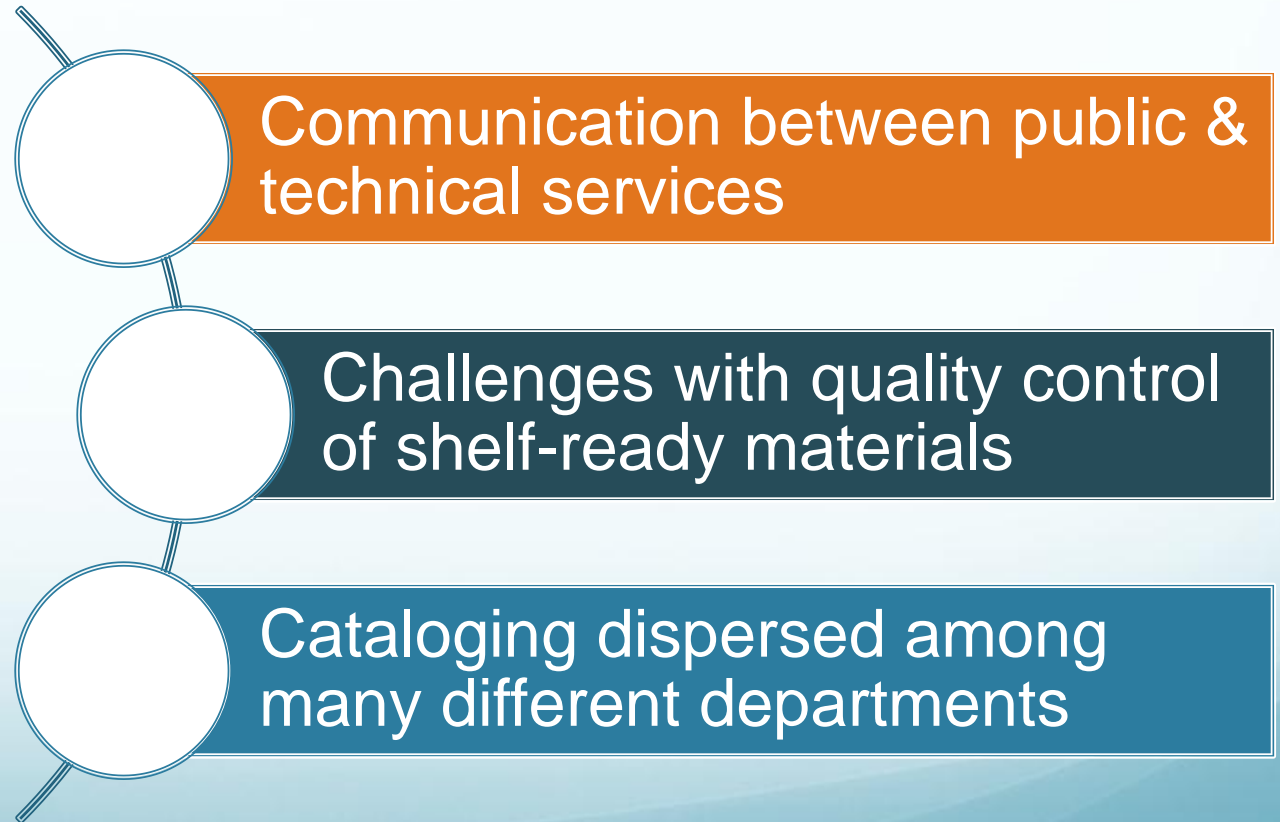 Communication between public &
technical services
Challenges with quality control
of shelf-ready materials
Cataloging dispersed among
many different departments